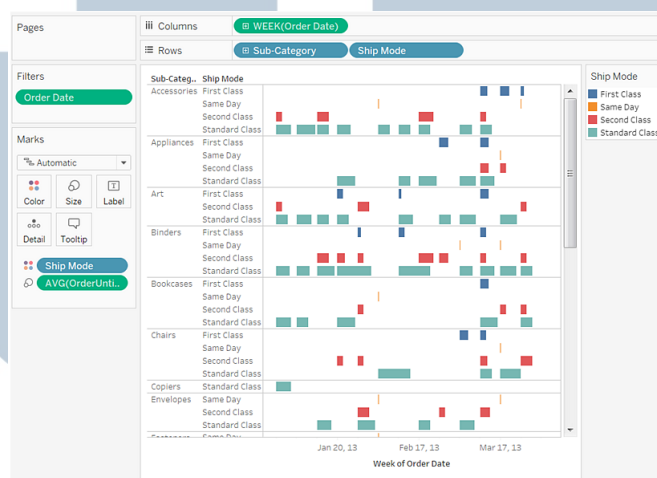 Pages
Columns
WEEK(Order Date)
Rows
Sub-Category
Ship Mode
Filters
Order Date
Marks
Automatic
Color
Size
Label
Detail
Tooltip
Ship Mode
AVG(OrderUnti..
Sub-Categ.. Ship Mode
Accessories First Class
Same Day
Second Class
Standard Class
Appliances First Class
Same Day
Second Class
Standard Class
Art First Class
Second Class
Standard Class
Binders First Class
Same Day
Second Class
Standard Class
Bookcases First Class
Same Day
Second Class
Standard Class
Chairs First Class
Same Day
Second Class
Standard Class
Copiers Standard Class
Envelopes Same Day
Second Class
Standard Class
Jan 20, 13 Feb 17, 13 Mar 17, 13
Week of Order Date
Ship Mode
First Class
Same Day
Second Class
Standard Class